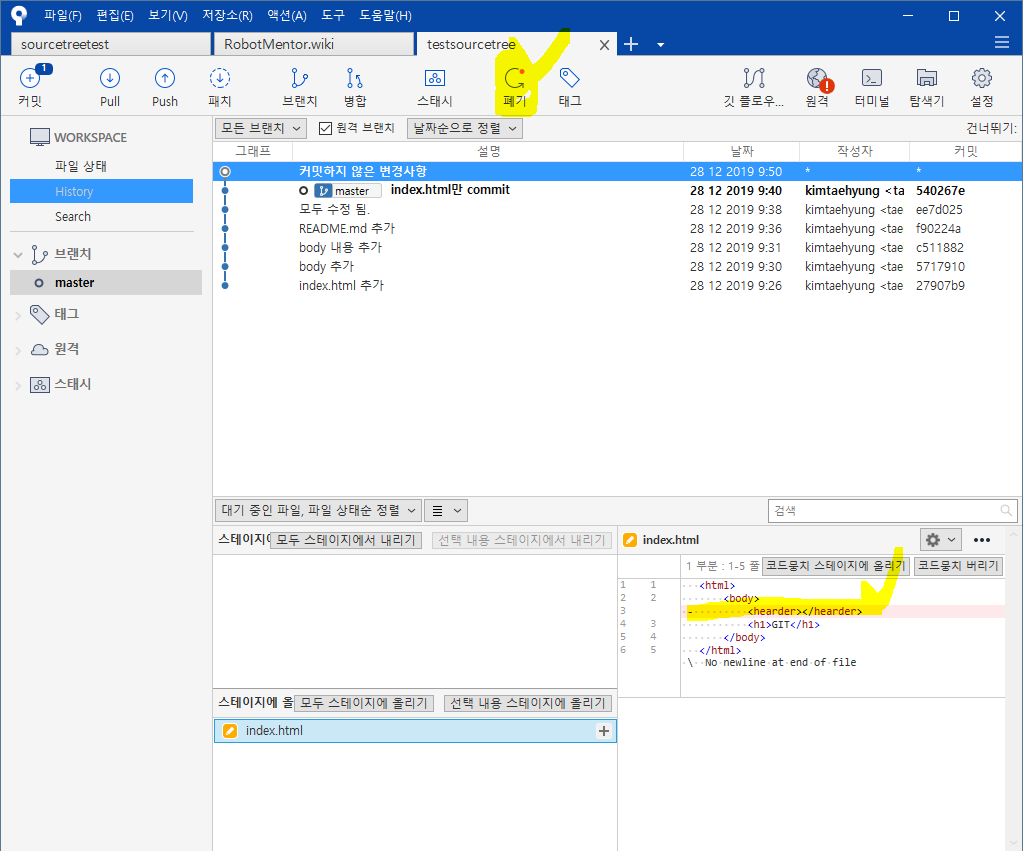 파일(F) 편집(E) 보기(V) 저장소(R) 액션(A) 도구 도움말(H)
sourcetreetest RobotMentor.wiki testsourcetree
1
커밋 Pull Push 패치 브랜치 병합 스태시 폐기 태그 깃 플로우... 원격 터미널 탐색기 설정
WORKSPACE
파일 상태
History
Search
브랜치
master
태그
원격
스태시
모든 브랜치 원격 브랜치 날짜순으로 정렬 건너뛰기:
그래프 설명 날짜 작성자 커밋
커밋하지 않은 변경사항 28 12 2019 9:50 * *
master index.html만 commit 28 12 2019 9:40 kimtaehyung <ta 540267e
모두 수정 됨. 28 12 2019 9:38 kimtaehyung <tae ee7d025
README.md 추가 28 12 2019 9:36 kimtaehyung <tae f90224a
body 내용 추가 28 12 2019 9:31 kimtaehyung <tae c511882
body 추가 28 12 2019 9:30 kimtaehyung <tae 5717910
index.html 추가 28 12 2019 9:26 kimtaehyung <tae 27907b9
대기 중인 파일, 파일 상태순 정렬 검색
스테이지에 모두 스테이지에서 내리기 선택 내용 스테이지에서 내리기
스테이지에 올 모두 스테이지에 올리기 선택 내용 스테이지에 올리기
index.html
index.html
1 부분 : 1-5 줄 코드뭉치 스테이지에 올리기 코드뭉치 버리기
1 1 <html>
2 2 <body>
3 - <hearder></hearder>
4 3 <h1>GIT</h1>
5 4 </body>
6 5 </html>
\ No newline at end of file